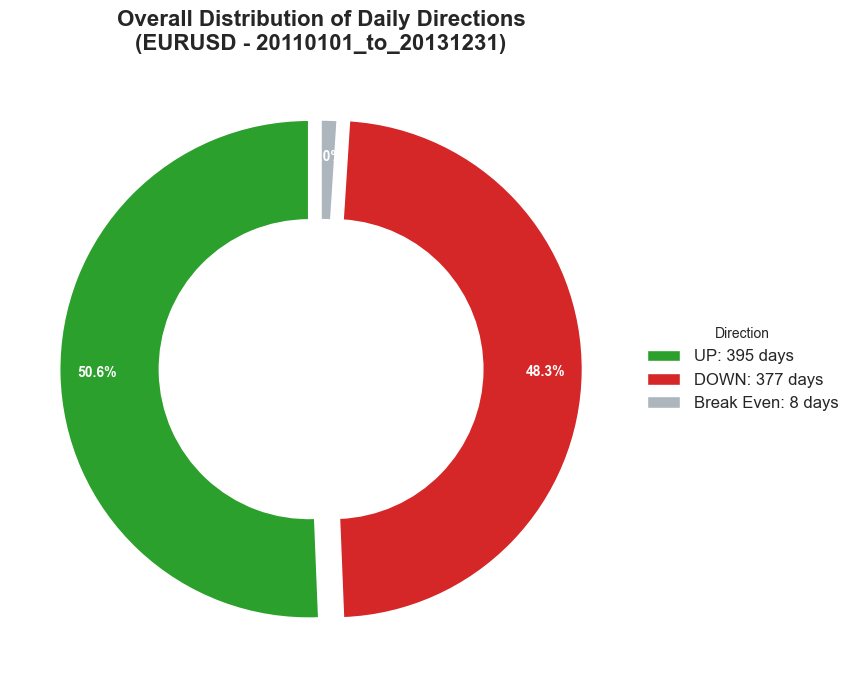 Overall Distribution of Daily Directions
(EURUSD - 20110101_to_20131231)
50.6%
48.3%
Direction
UP: 395 days
DOWN: 377 days
Break Even: 8 days